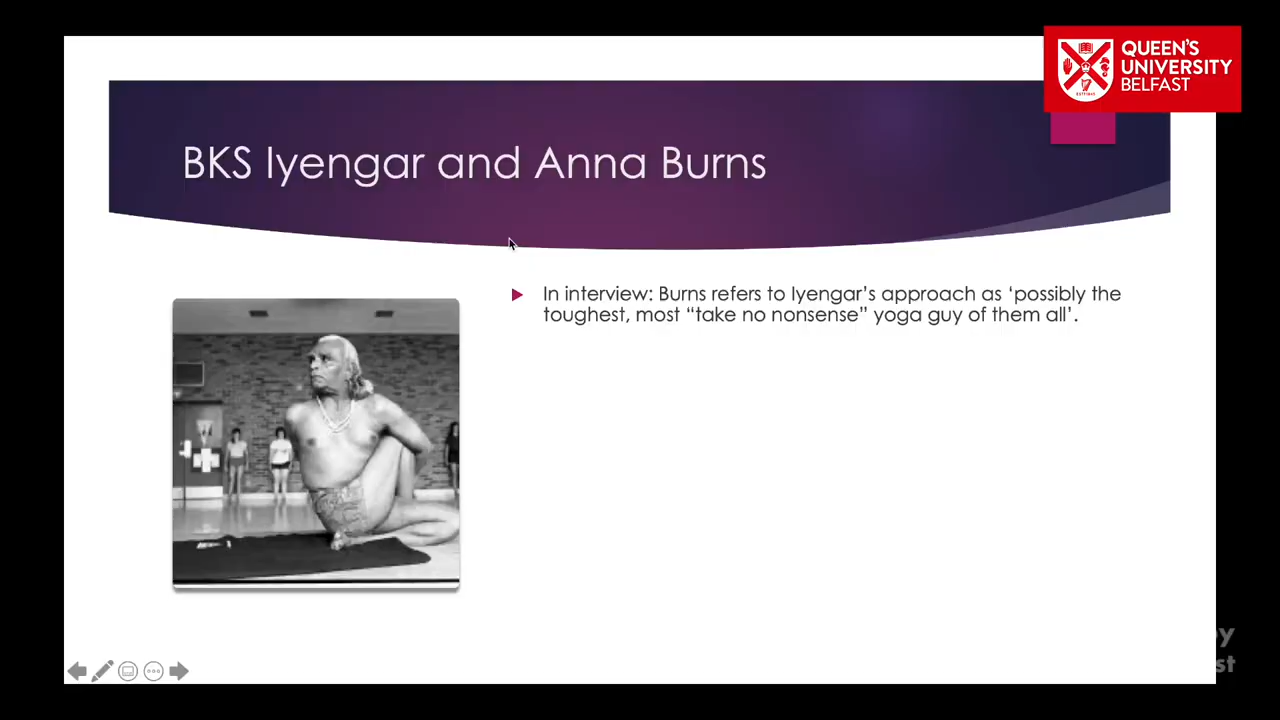 QUEEN'S
UNIVERSITY
BELFAST
BKS Iyengar and Anna Burns
In interview: Burns refers to Iyengar’s approach as ‘possibly the
toughest, most “take no nonsense” yoga guy of them all’.